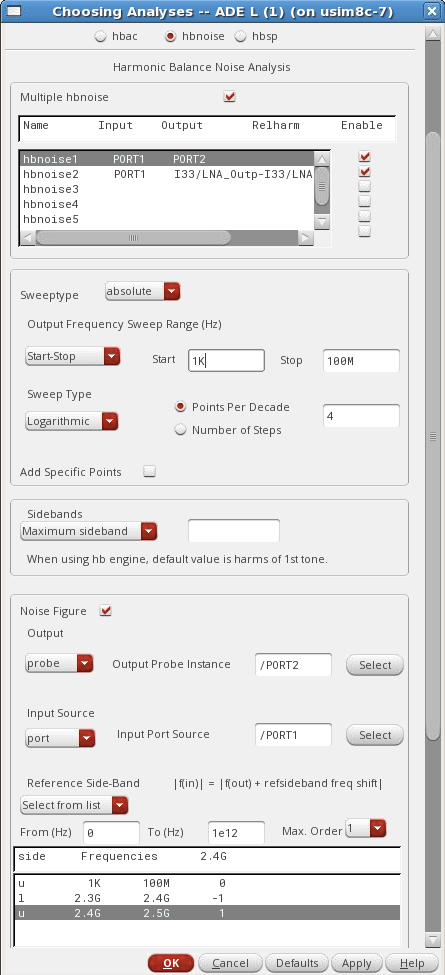 Choosing Analyses -- ADE L (1) (on usim8c-7)
hbac hbnoise hbsp
Harmonic Balance Noise Analysis
Multiple hbnoise
Name Input Output Relharm Enable
hbnoise1 PORT1 PORT2
hbnoise2 PORT1 I33/LNA_Outp-I33/LNA
hbnoise3
hbnoise4
hbnoise5
Sweeptype absolute
Output Frequency Sweep Range (Hz)
Start-Stop Start 1K Stop 100M
Sweep Type
Logarithmic Points Per Decade 4
Number of Steps
Add Specific Points
Sidebands
Maximum sideband
When using hb engine, default value is harms of 1st tone.
Noise Figure
Output
probe Output Probe Instance /PORT2 Select
Input Source
port Input Port Source /PORT1 Select
Reference Side-Band |f(in)| = |f(out) + refsideband freq shift|
Select from list
From (Hz) 0 To (Hz) 1e12 Max. Order 1
side Frequencies 2.4G
u 1K 100M 0
l 2.3G 2.4G -1
u 2.4G 2.5G 1
OK Cancel Defaults Apply Help